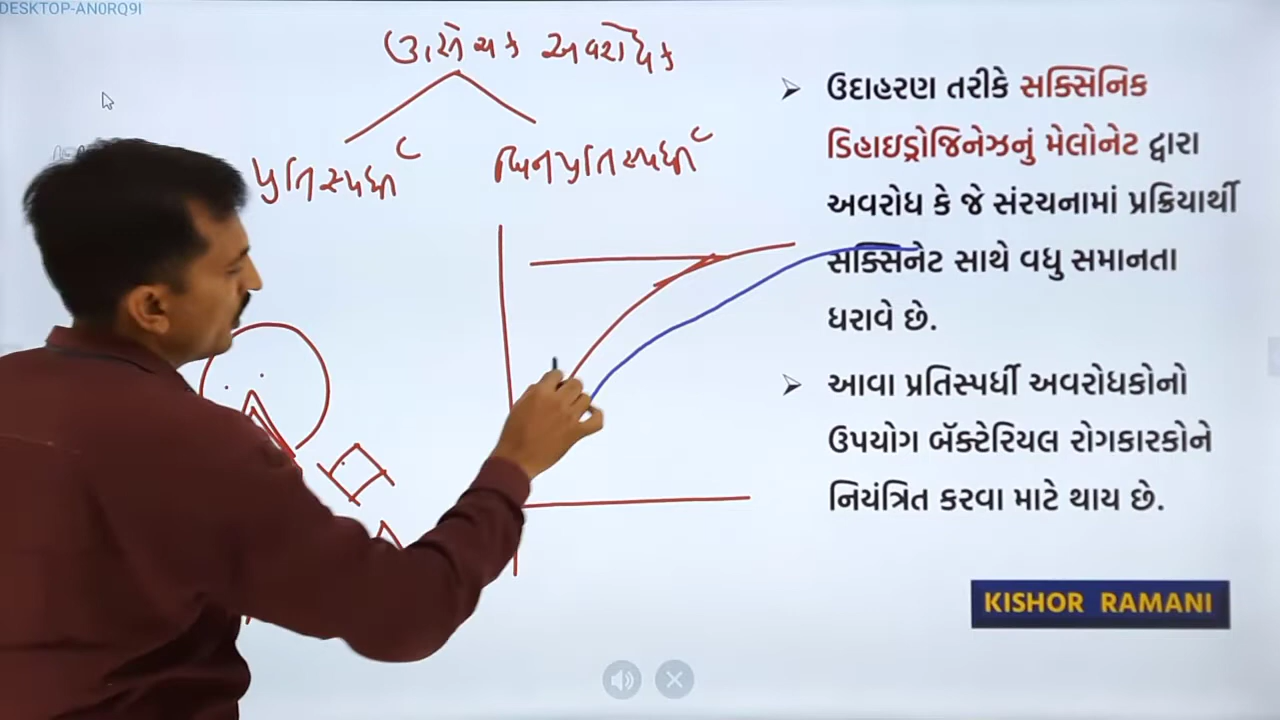 DESKTOP-AN0RQ9I
ઉત્સેચક અવરોધક
પ્રતિસ્પર્ધી
બિનપ્રતિસ્પર્ધી
➢ ઉદાહરણ તરીકે સક્સિનિક
ડિહાઇડ્રોજિનેઝનું મેલોનેટ દ્વારા
અવરોધ કે જે સંરચનામાં પ્રક્રિયાર્થી
સક્સિનેટ સાથે વધુ સમાનતા
ધરાવે છે.
➢ આવા પ્રતિસ્પર્ધી અવરોધકોનો
ઉપયોગ બૅક્ટેરિયલ રોગકારકોને
નિયંત્રિત કરવા માટે થાય છે.
KISHOR RAMANI